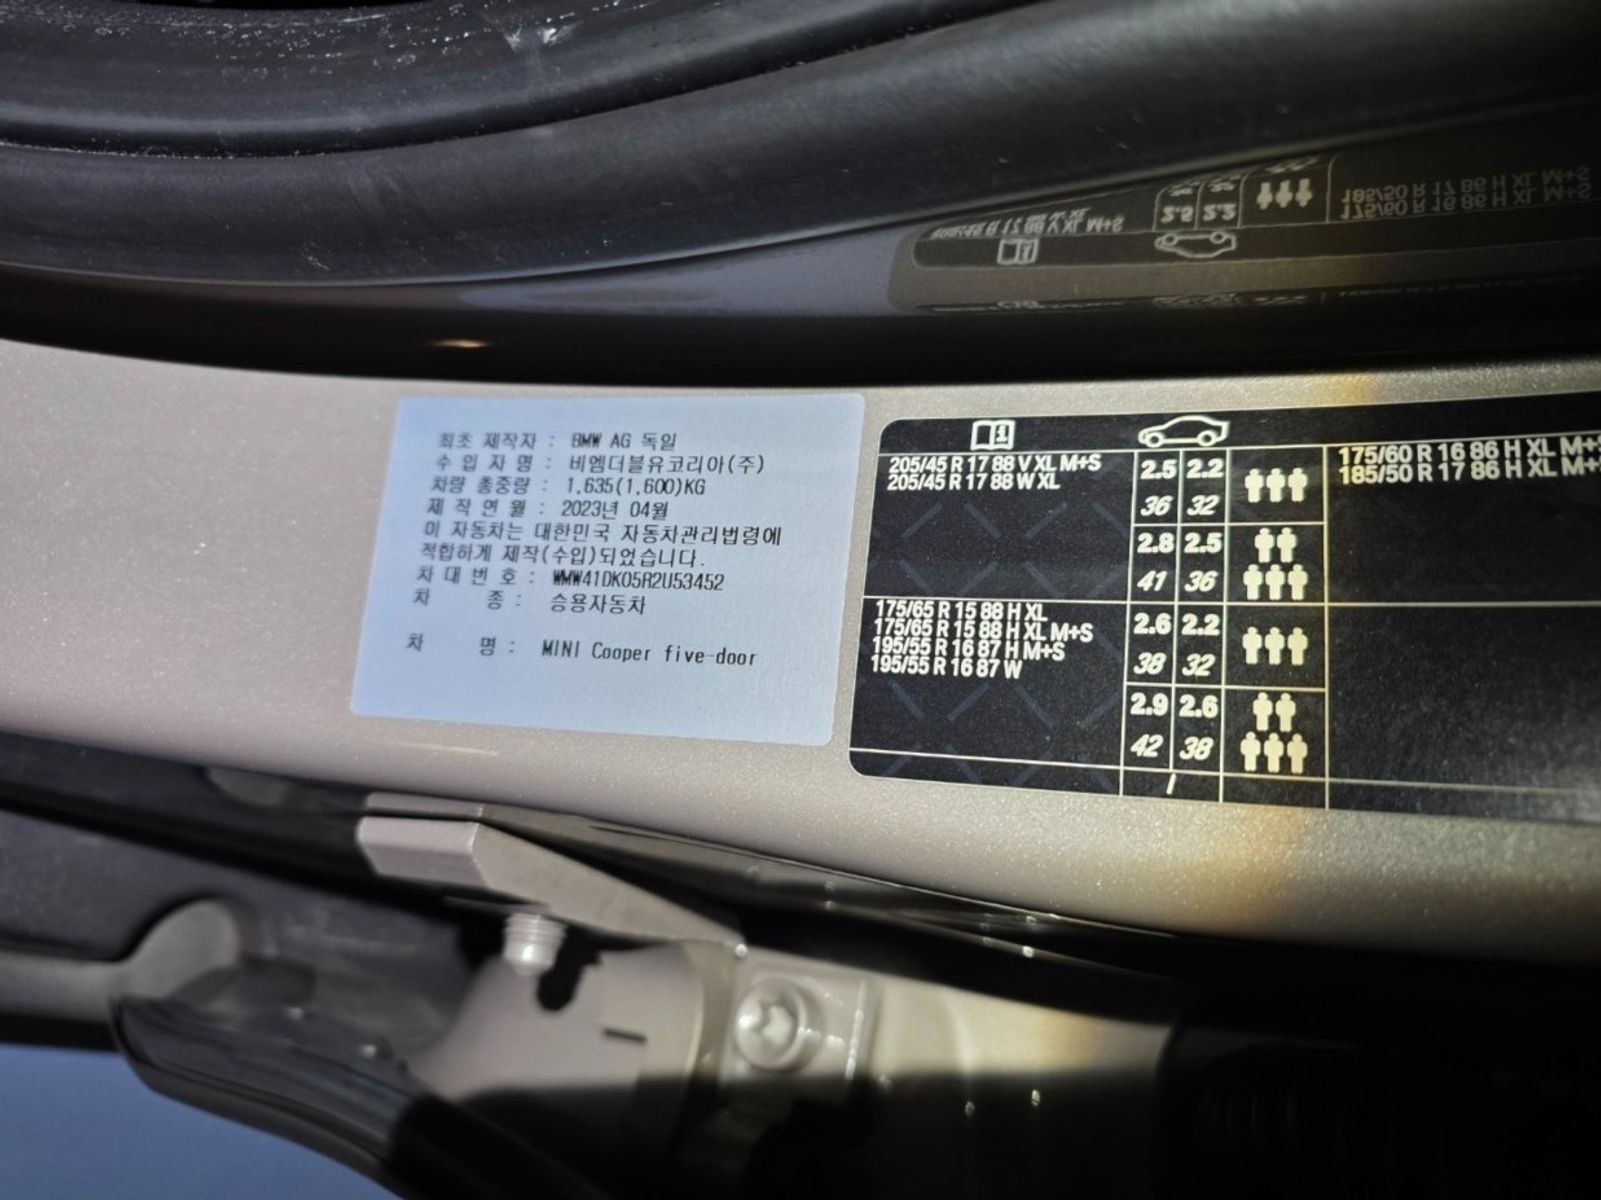 최초 제작자 : BMW AG 독일
수 입 자 명 : 비엠더블유코리아(주)
차량 총중량 : 1,635(1,600)KG
제 작 연 월 : 2023년 04월
이 자동차는 대한민국 자동차관리법령에
적합하게 제작(수입)되었습니다.
차 대 번 호 : WMW41DK05R2U53452
차 종 : 승용자동차
차 명 : MINI Cooper five-door
205/45 R 17 88 V XL M+S
205/45 R 17 88 W XL
2.5 2.2
36 32
2.8 2.5
41 36
175/65 R 15 88 H XL
175/65 R 15 88 H XL M+S
195/55 R 16 87 H M+S
195/55 R 16 87 W
2.6 2.2
38 32
2.9 2.6
42 38
/
175/60 R 16 86 H XL M+S
185/50 R 17 86 H XL M+S